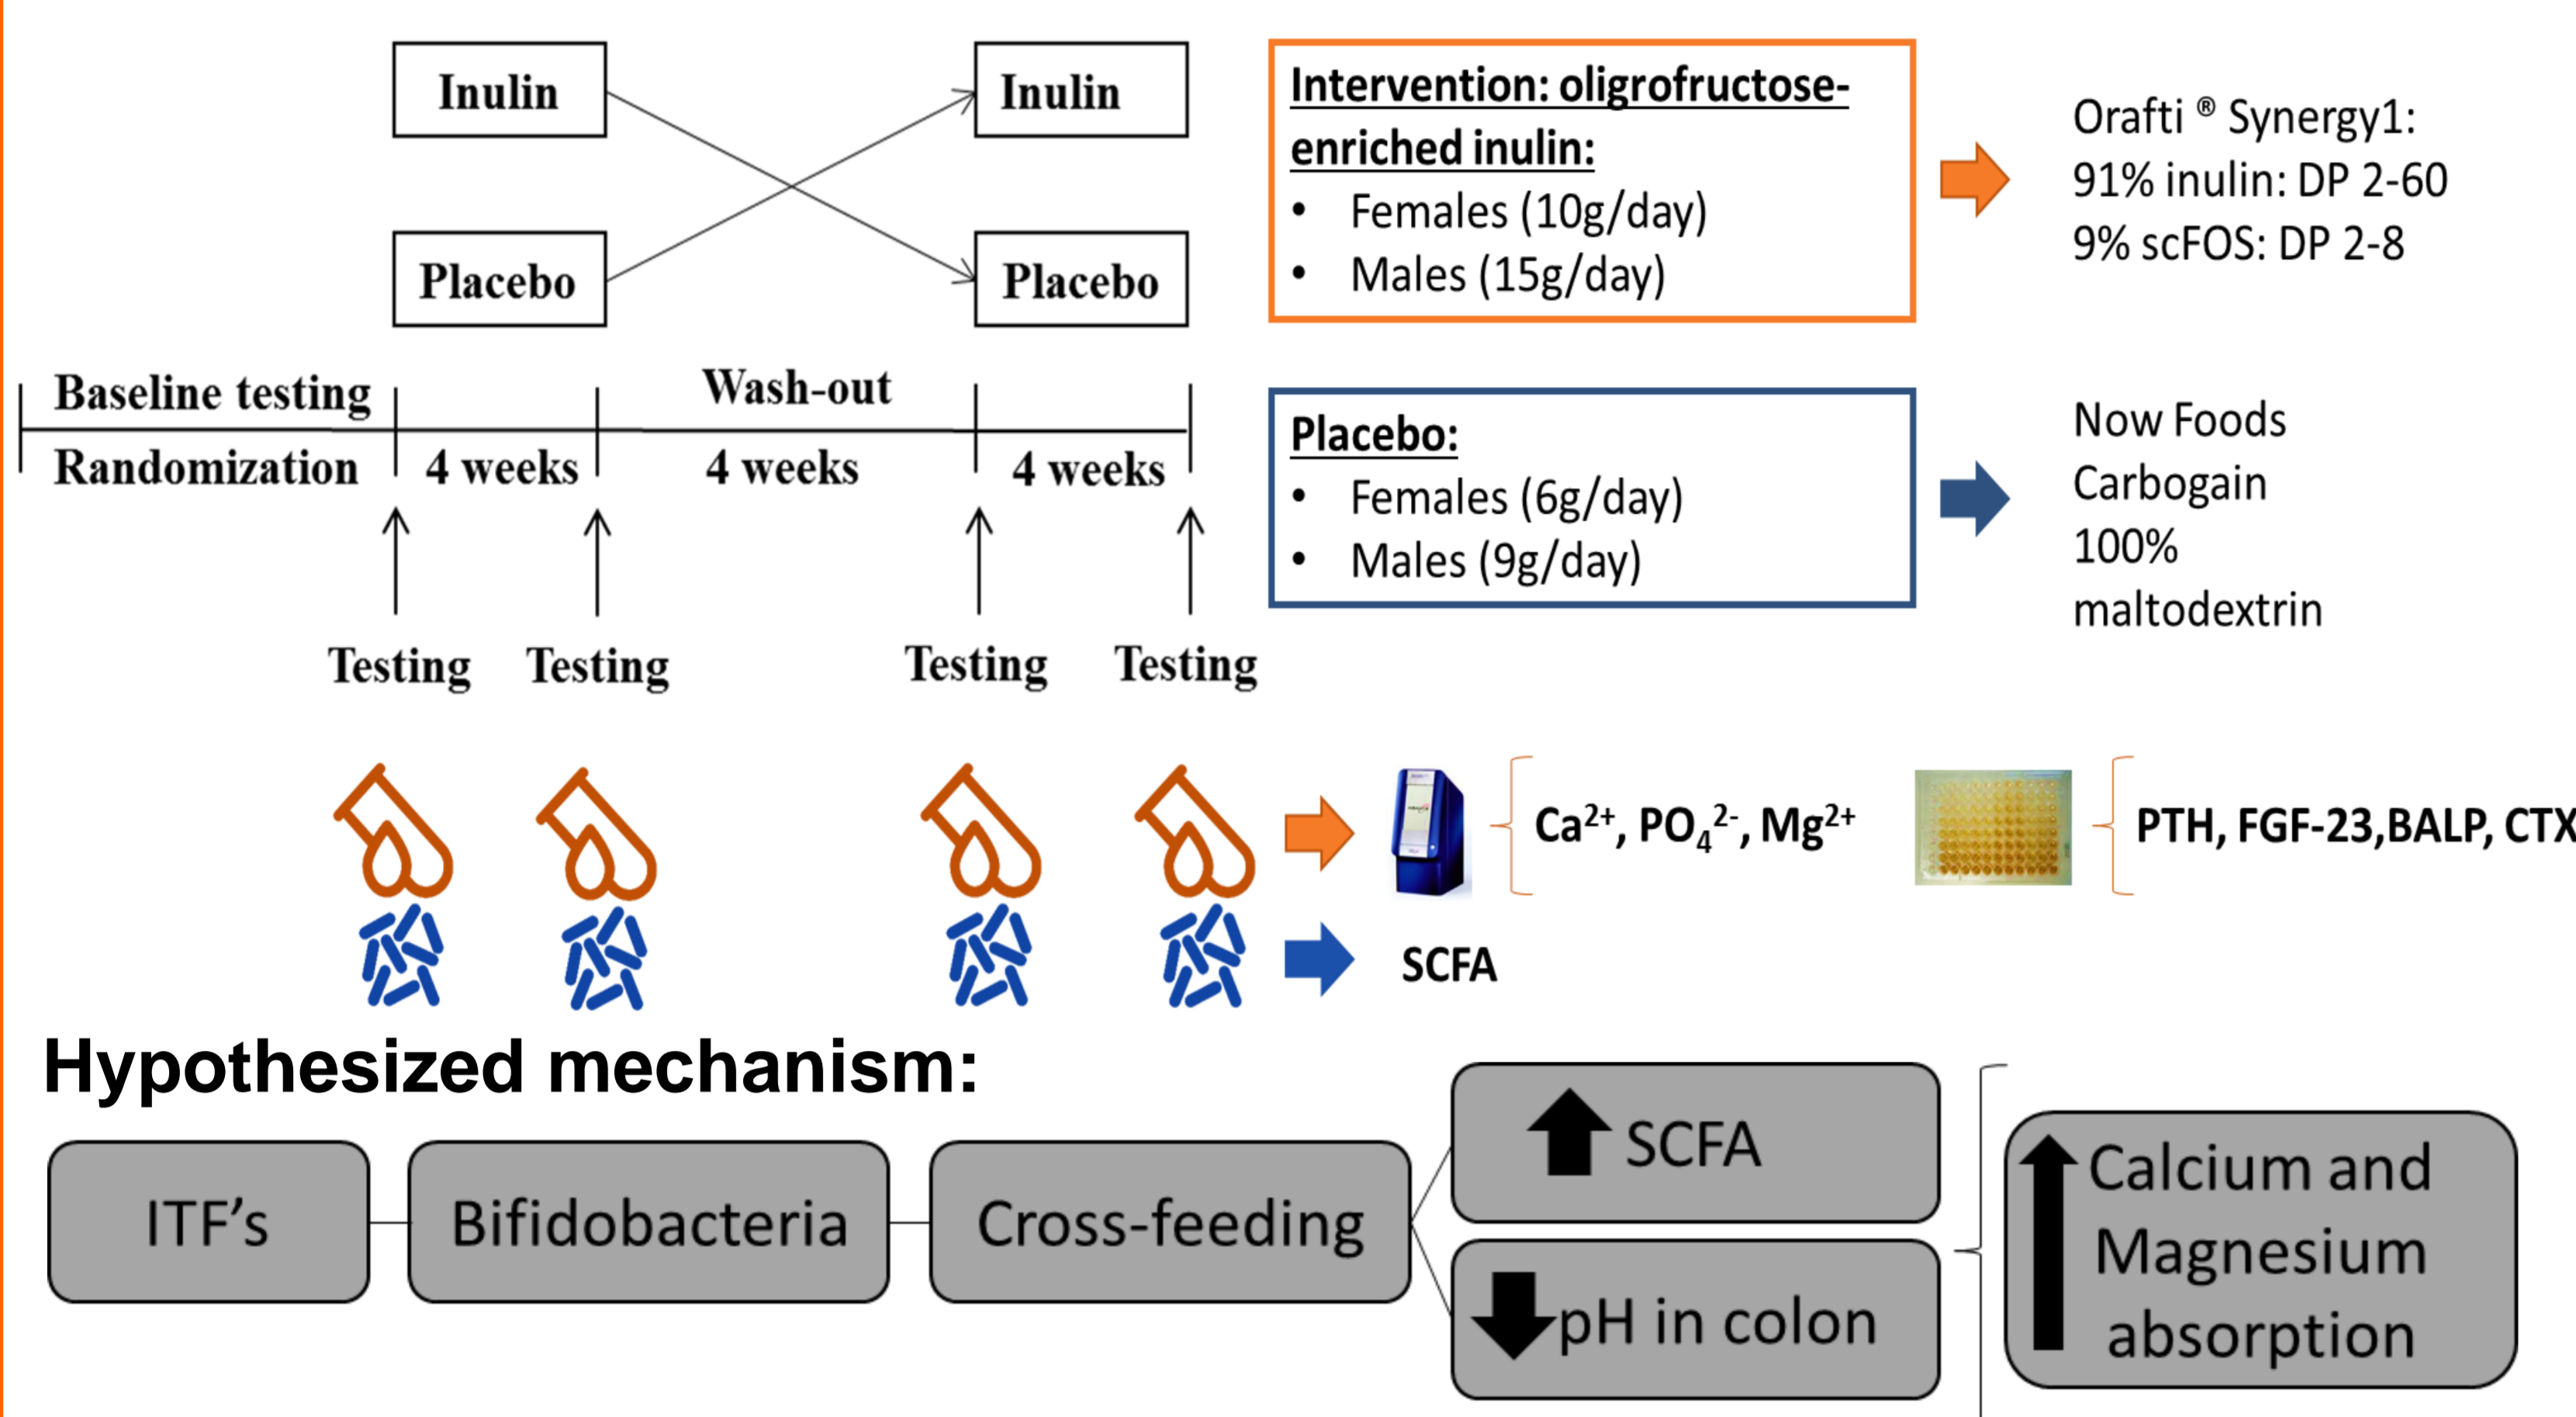 Inulin
Inulin
Placebo
Placebo
Baseline testing
Wash-out
Randomization
4 weeks
4 weeks
4 weeks
Testing
Testing
Testing
Testing
Intervention: oligrofructose-
enriched inulin:
• Females (10g/day)
• Males (15g/day)
Orafti ® Synergy1:
91% inulin: DP 2-60
9% scFOS: DP 2-8
Placebo:
• Females (6g/day)
• Males (9g/day)
Now Foods
Carbogain
100%
maltodextrin
Ca²⁺, PO₄²⁻, Mg²⁺
PTH, FGF-23,BALP, CTX
SCFA
Hypothesized mechanism:
ITF’s
Bifidobacteria
Cross-feeding
SCFA
pH in colon
Calcium and
Magnesium
absorption